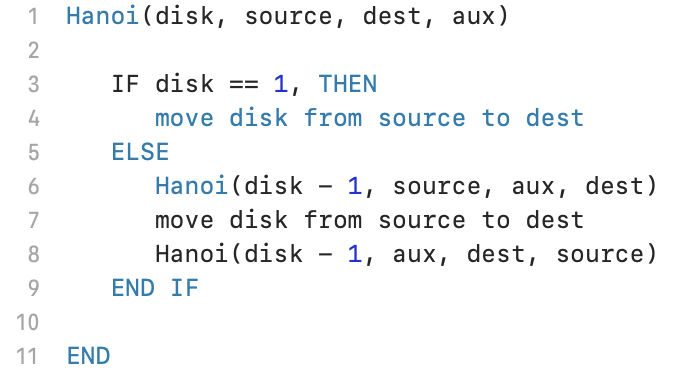 1 Hanoi(disk, source, dest, aux)
2
3 IF disk == 1, THEN
4 move disk from source to dest
5 ELSE
6 Hanoi(disk – 1, source, aux, dest)
7 move disk from source to dest
8 Hanoi(disk – 1, aux, dest, source)
9 END IF
10
11 END